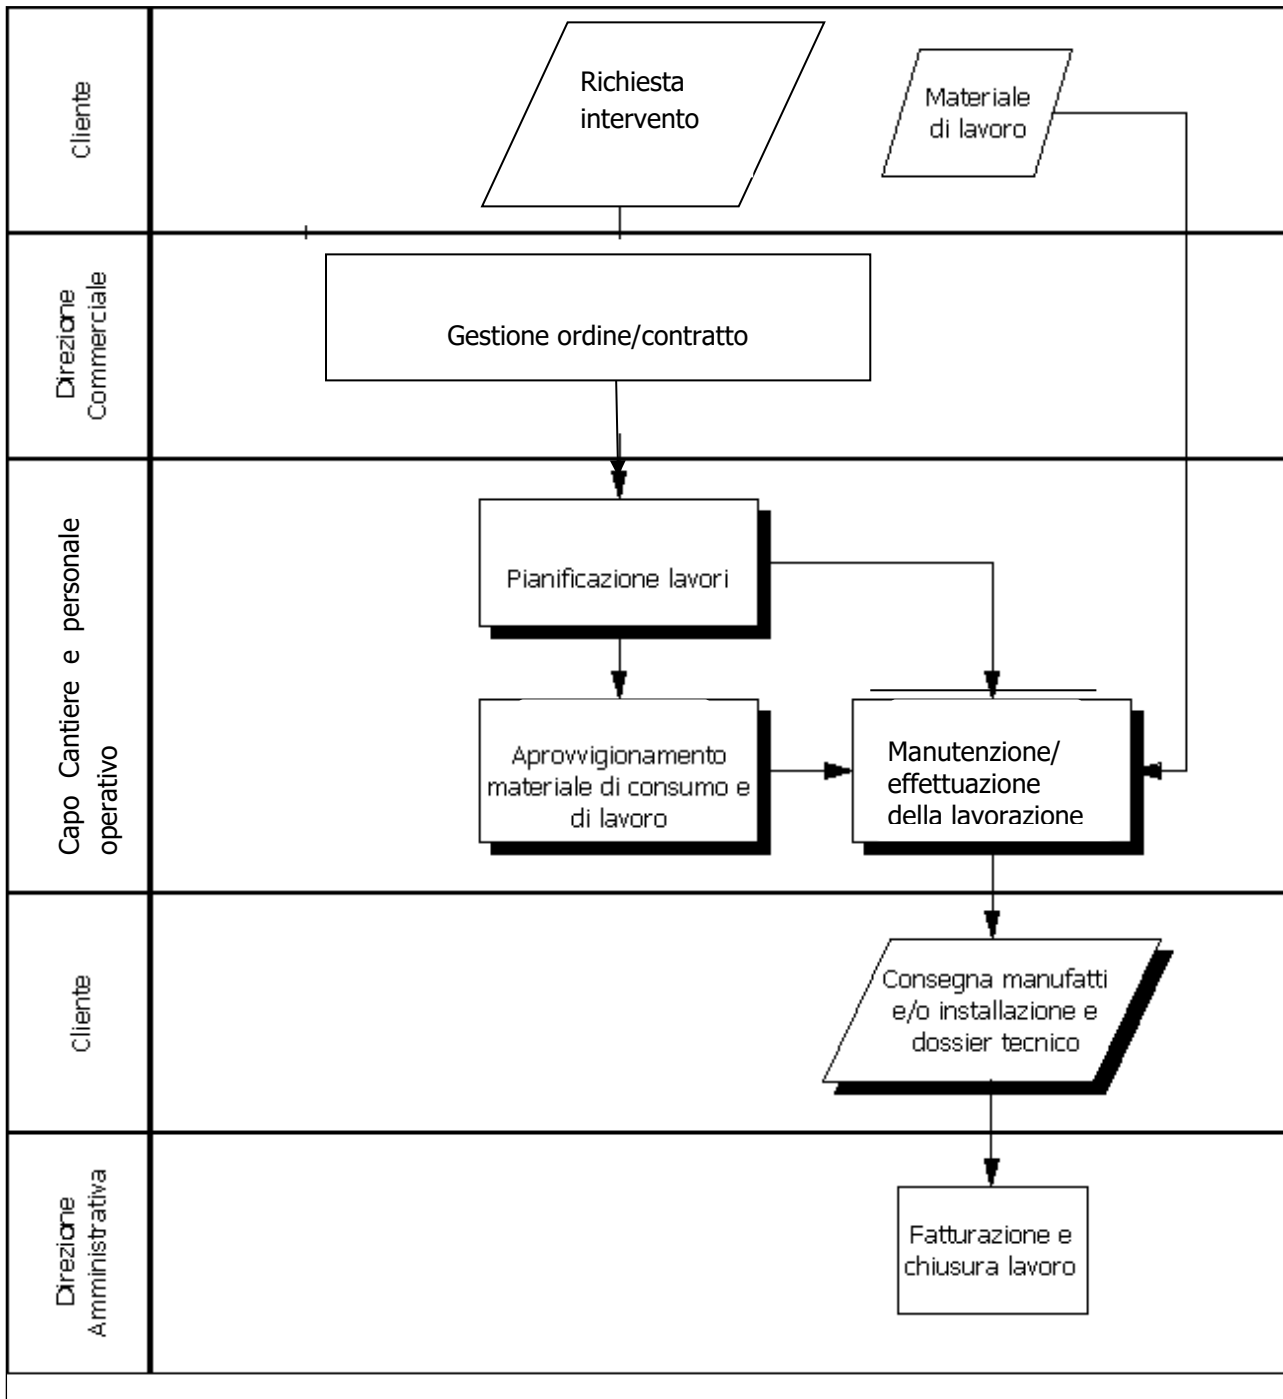 Cliente
Richiesta
intervento
Materiale
di lavoro
Direzione
Commerciale
Gestione ordine/contratto
Capo Cantiere e personale
operativo
Pianificazione lavori
Aprovvigionamento
materiale di consumo e
di lavoro
Manutenzione/
effettuazione
della lavorazione
Cliente
Consegna manufatti
e/o installazione e
dossier tecnico
Direzione
Amministrativa
Fatturazione e
chiusura lavoro